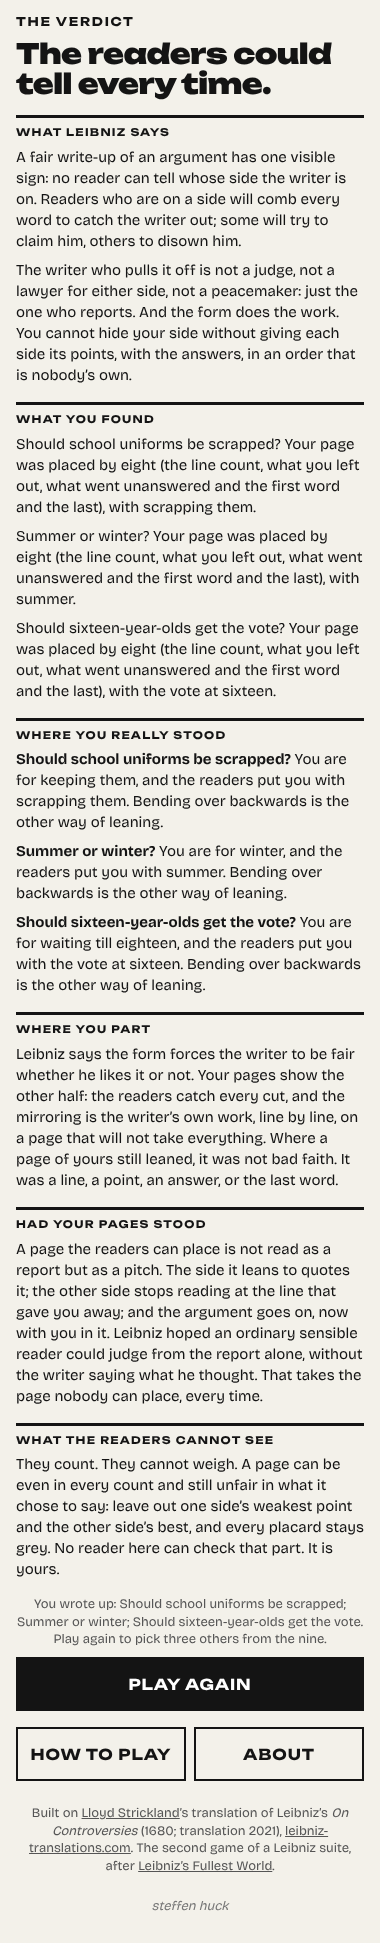 THE VERDICT
The readers could
tell every time.
WHAT LEIBNIZ SAYS
A fair write-up of an argument has one visible
sign: no reader can tell whose side the writer is
on. Readers who are on a side will comb every
word to catch the writer out; some will try to
claim him, others to disown him.
The writer who pulls it off is not a judge, not a
lawyer for either side, not a peacemaker: just the
one who reports. And the form does the work.
You cannot hide your side without giving each
side its points, with the answers, in an order that
is nobody's own.
WHAT YOU FOUND
Should school uniforms be scrapped? Your page
was placed by eight (the line count, what you left
out, what went unanswered and the first word
and the last), with scrapping them.
Summer or winter? Your page was placed by
eight (the line count, what you left out, what went
unanswered and the first word and the last), with
summer.
Should sixteen-year-olds get the vote? Your page
was placed by eight (the line count, what you left
out, what went unanswered and the first word
and the last), with the vote at sixteen.
WHERE YOU REALLY STOOD
Should school uniforms be scrapped? You are
for keeping them, and the readers put you with
scrapping them. Bending over backwards is the
other way of leaning.
Summer or winter? You are for winter, and the
readers put you with summer. Bending over
backwards is the other way of leaning.
Should sixteen-year-olds get the vote? You are
for waiting till eighteen, and the readers put you
with the vote at sixteen. Bending over backwards
is the other way of leaning.
WHERE YOU PART
Leibniz says the form forces the writer to be fair
whether he likes it or not. Your pages show the
other half: the readers catch every cut, and the
mirroring is the writer's own work, line by line, on
a page that will not take everything. Where a
page of yours still leaned, it was not bad faith. It
was a line, a point, an answer, or the last word.
HAD YOUR PAGES STOOD
A page the readers can place is not read as a
report but as a pitch. The side it leans to quotes
it; the other side stops reading at the line that
gave you away; and the argument goes on, now
with you in it. Leibniz hoped an ordinary sensible
reader could judge from the report alone, without
the writer saying what he thought. That takes the
page nobody can place, every time.
WHAT THE READERS CANNOT SEE
They count. They cannot weigh. A page can be
even in every count and still unfair in what it
chose to say: leave out one side's weakest point
and the other side's best, and every placard stays
grey. No reader here can check that part. It is
yours.
You wrote up: Should school uniforms be scrapped;
Summer or winter; Should sixteen-year-olds get the vote.
Play again to pick three others from the nine.
PLAY AGAIN
HOW TO PLAY
ABOUT
Built on Lloyd Strickland's translation of Leibniz's On
Controversies (1680; translation 2021), leibniz-
translations.com. The second game of a Leibniz suite,
after Leibniz's Fullest World.
steffen huck